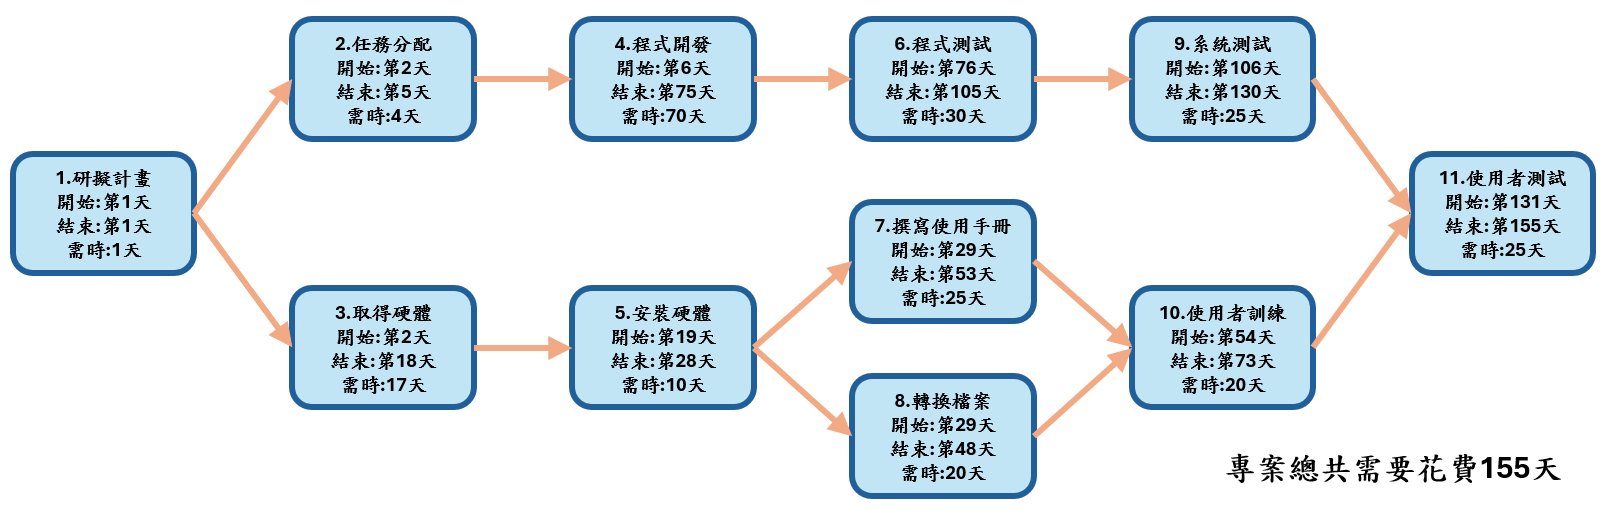 1.研擬計畫
開始:第1天
結束:第1天
需時:1天
2.任務分配
開始:第2天
結束:第5天
需時:4天
3.取得硬體
開始:第2天
結束:第18天
需時:17天
4.程式開發
開始:第6天
結束:第75天
需時:70天
5.安裝硬體
開始:第19天
結束:第28天
需時:10天
6.程式測試
開始:第76天
結束:第105天
需時:30天
7.撰寫使用手冊
開始:第29天
結束:第53天
需時:25天
8.轉換檔案
開始:第29天
結束:第48天
需時:20天
9.系統測試
開始:第106天
結束:第130天
需時:25天
10.使用者訓練
開始:第54天
結束:第73天
需時:20天
11.使用者測試
開始:第131天
結束:第155天
需時:25天
專案總共需要花費155天